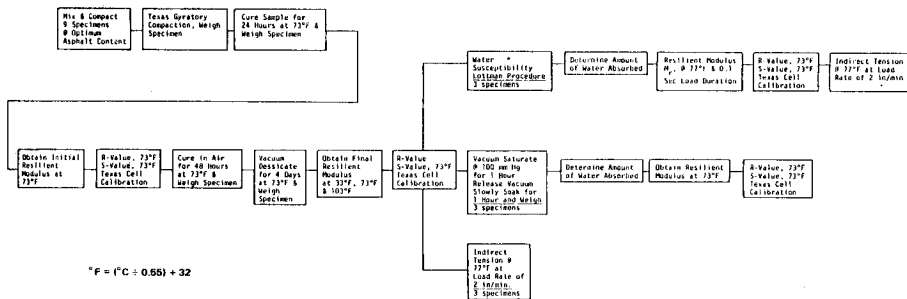 Mix & Compact
9 Specimens
@ Optimum
Asphalt Content
Texas Gyratory
Compaction, Weigh
Specimen
Cure Sample for
24 Hours at 73°F &
Weigh Specimen
Obtain Initial
Resilient
Modulus at
73°F
R-Value, 73°F
S-Value, 73°F
Texas Cell
Calibration
Cure in Air
for 48 Hours
at 73°F &
Weigh Specimen
Vacuum
Dessicate
for 4 Days
at 73°F &
Weigh
Specimen
Obtain Final
Resilient
Modulus
at 33°F, 73°F
& 103°F
R-Value
S-Value, 73°F
Texas Cell
Calibration
Water
Susceptibility
Lottman Procedure
3 specimens
Determine Amount
of Water Absorbed
Resilient Modulus
@ 77°F & 0.1
Sec Load Duration
R-Value, 73°F
S-Value, 73°F
Texas Cell
Calibration
Indirect Tension
@ 77°F at Load
Rate of 2 in/min
Vacuum Saturate
@ 100 mm Hg
for 1 Hour
Release Vacuum
Slowly Soak for
1 Hour and Weigh
3 specimens
Determine Amount
of Water Absorbed
Obtain Resilient
Modulus at 73°F
R-Value, 73°F
S-Value, 73°F
Texas Cell
Calibration
Indirect
Tension @
77°F at
Load Rate of
2 in/min.
3 specimens
°F = (°C ÷ 0.55) + 32